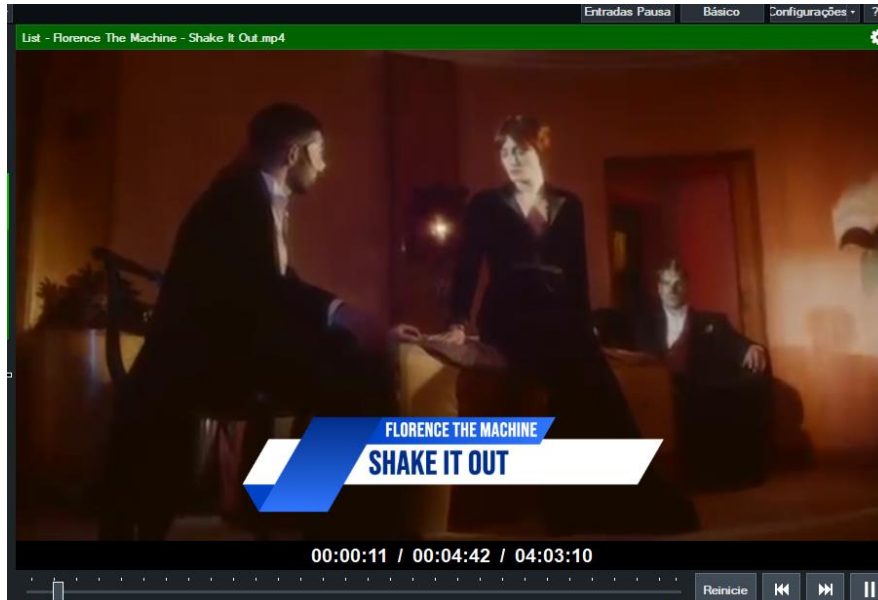 Entradas Pausa Básico Configurações ?
List - Florence The Machine - Shake It Out.mp4
FLORENCE THE MACHINE
SHAKE IT OUT
00:00:11 / 00:04:42 / 04:03:10
Reinicie